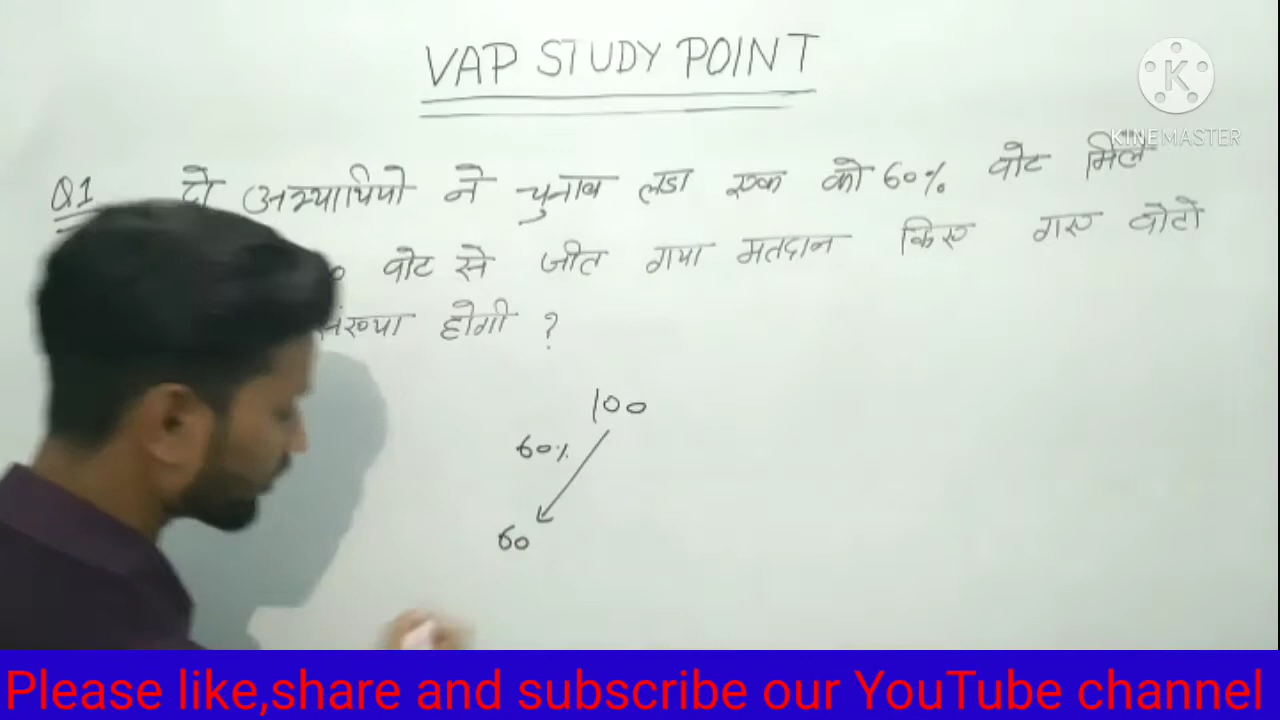 VAP STUDY POINT
KINEMASTER
Q1 दो अभ्यार्थियो ने चुनाव लडा एक को 60% वोट मिले
वोट से जीत गया मतदान किए गए वोटो
संख्या होगी ?
100
60%
60
Please like,share and subscribe our YouTube channel